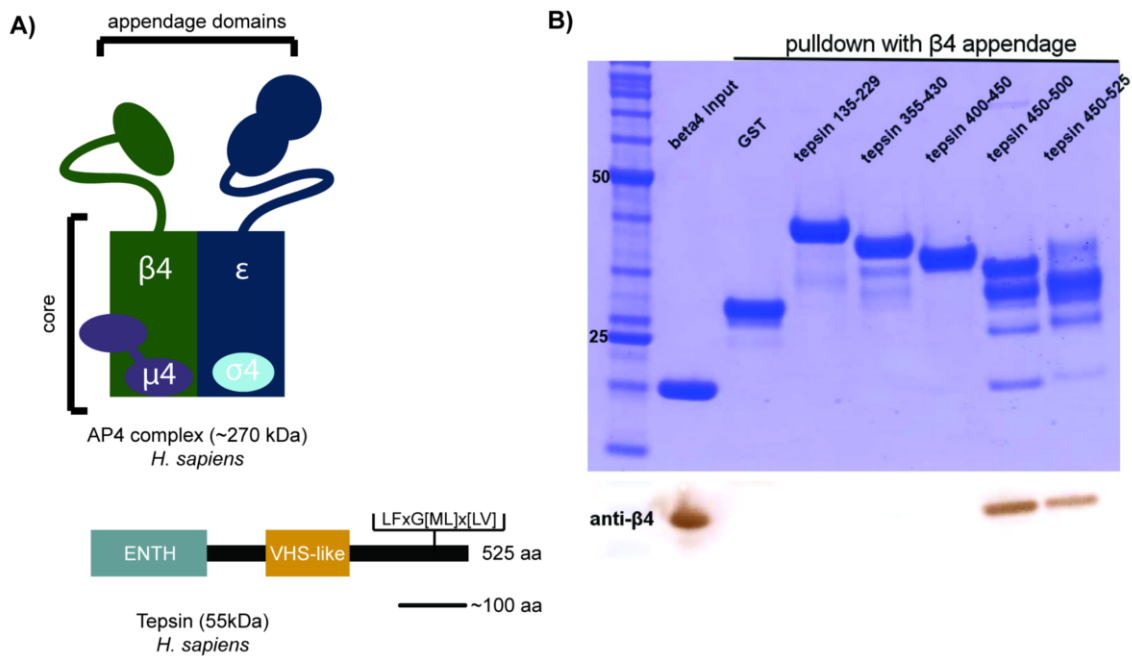 A)
appendage domains
β4
ε
core
μ4
σ4
AP4 complex (~270 kDa)
H. sapiens
LFxG[ML]x[LV]
ENTH
VHS-like
525 aa
~100 aa
Tepsin (55kDa)
H. sapiens
B)
pulldown with β4 appendage
beta4 input
GST
tepsin 135-229
tepsin 355-430
tepsin 400-450
tepsin 450-500
tepsin 450-525
50
25
anti-β4